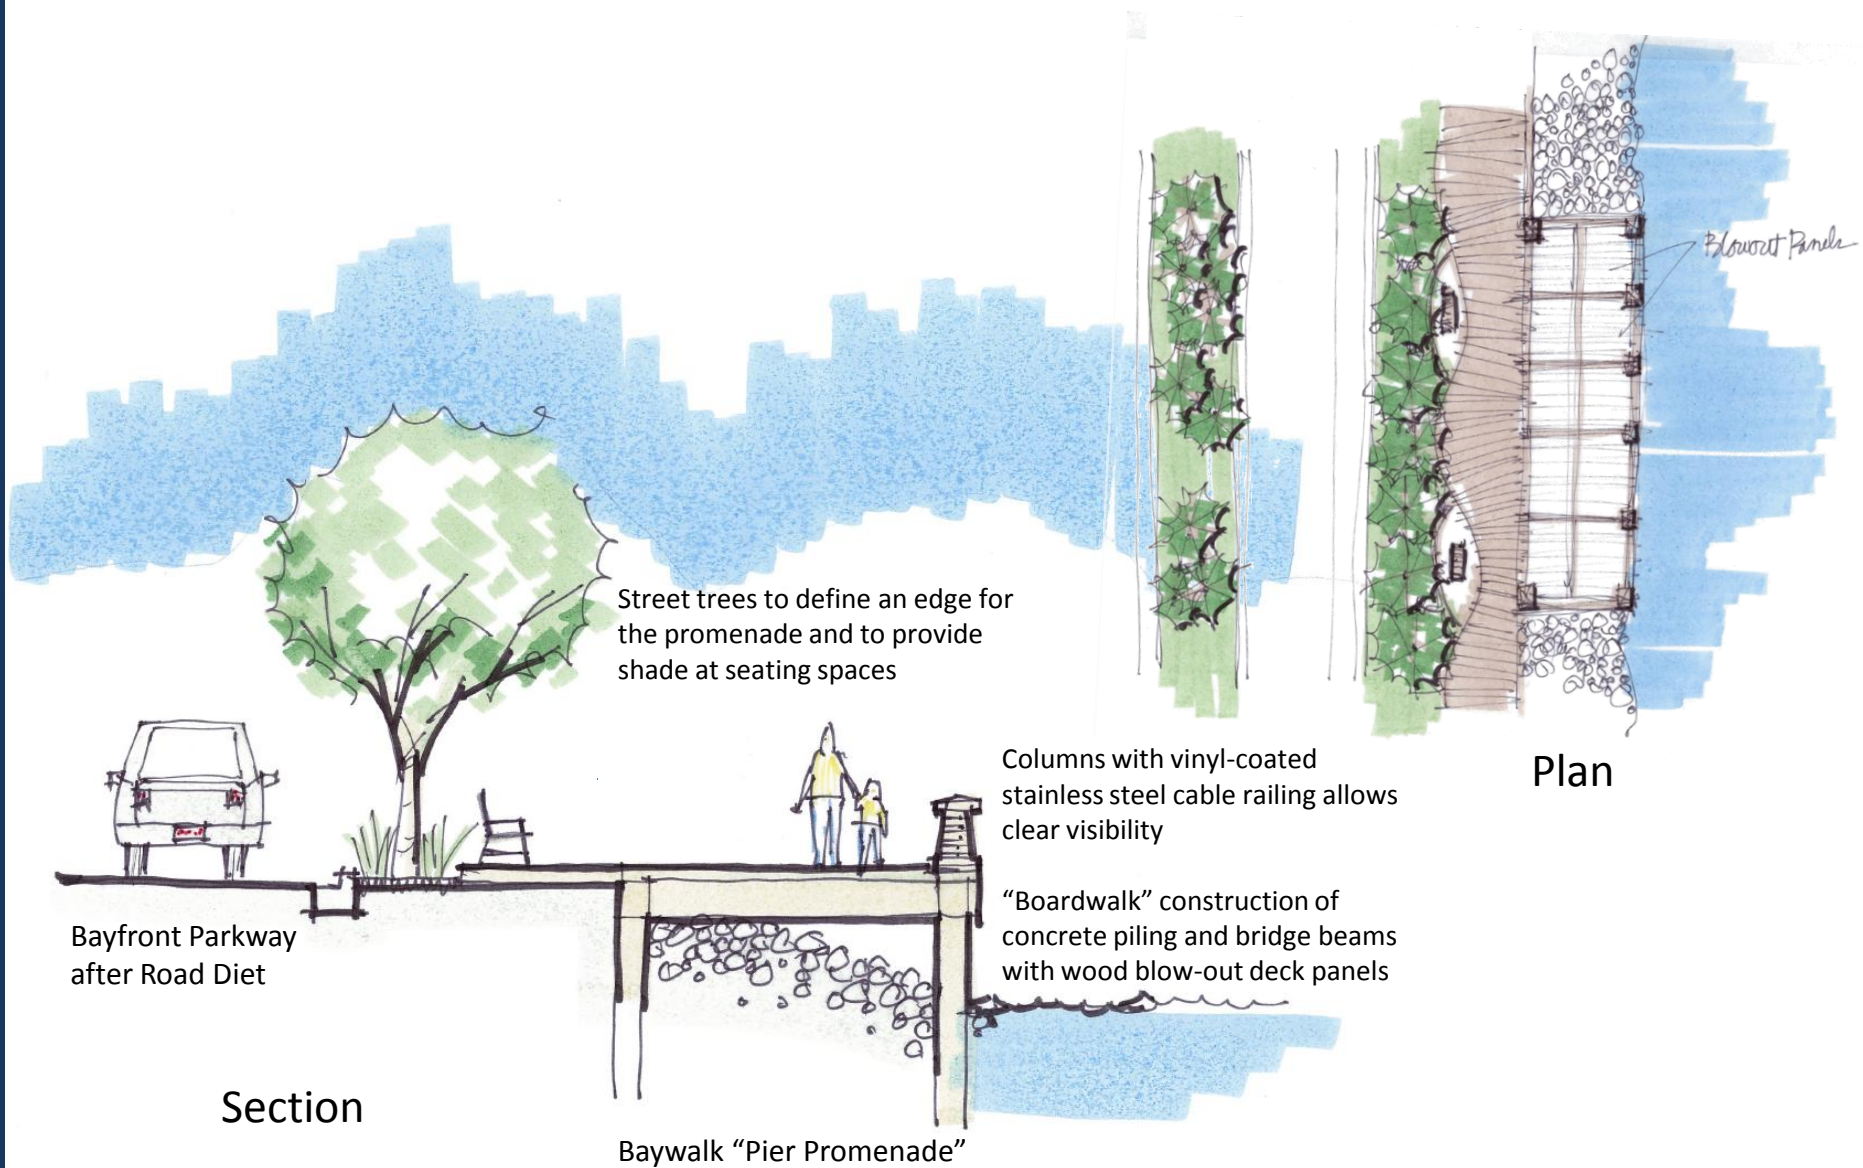 Blowout Panels
Street trees to define an edge for
the promenade and to provide
shade at seating spaces
Columns with vinyl-coated
stainless steel cable railing allows
clear visibility
Plan
“Boardwalk” construction of
concrete piling and bridge beams
with wood blow-out deck panels
Bayfront Parkway
after Road Diet
Section
Baywalk “Pier Promenade”